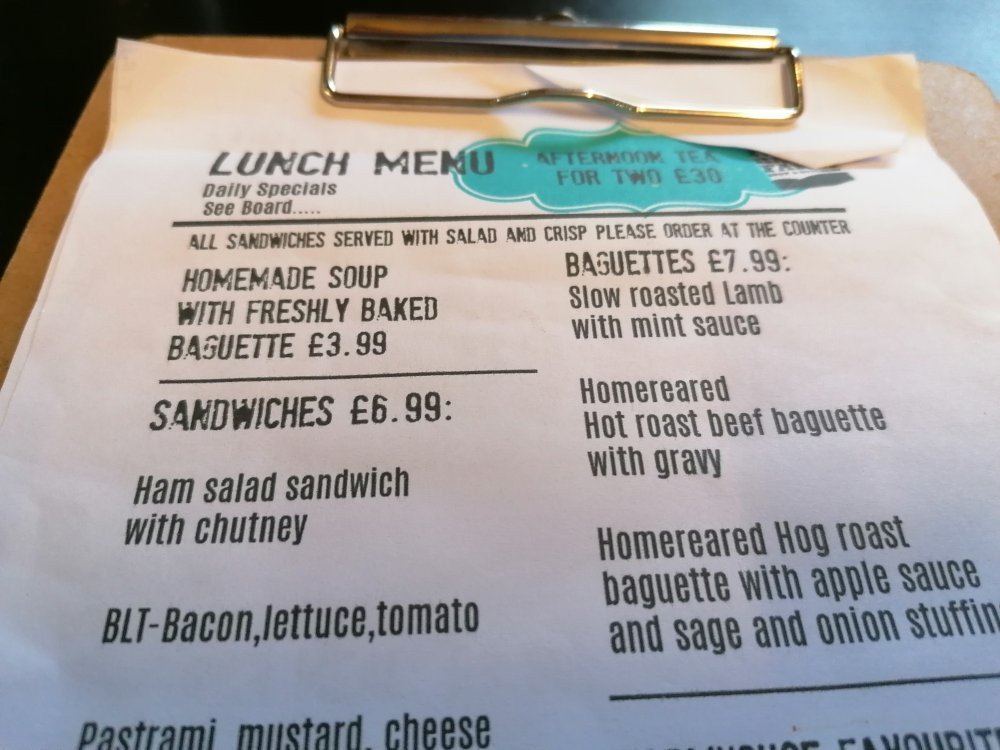 LUNCH MENU
Daily Specials
See Board.....
AFTERNOON TEA
FOR TWO £30
ALL SANDWICHES SERVED WITH SALAD AND CRISP PLEASE ORDER AT THE COUNTER
HOMEMADE SOUP
WITH FRESHLY BAKED
BAGUETTE £3.99
SANDWICHES £6.99:
Ham salad sandwich
with chutney
BLT-Bacon,lettuce,tomato
Pastrami, mustard, cheese
BAGUETTES £7.99:
Slow roasted Lamb
with mint sauce
Homereared
Hot roast beef baguette
with gravy
Homereared Hog roast
baguette with apple sauce
and sage and onion stuffin